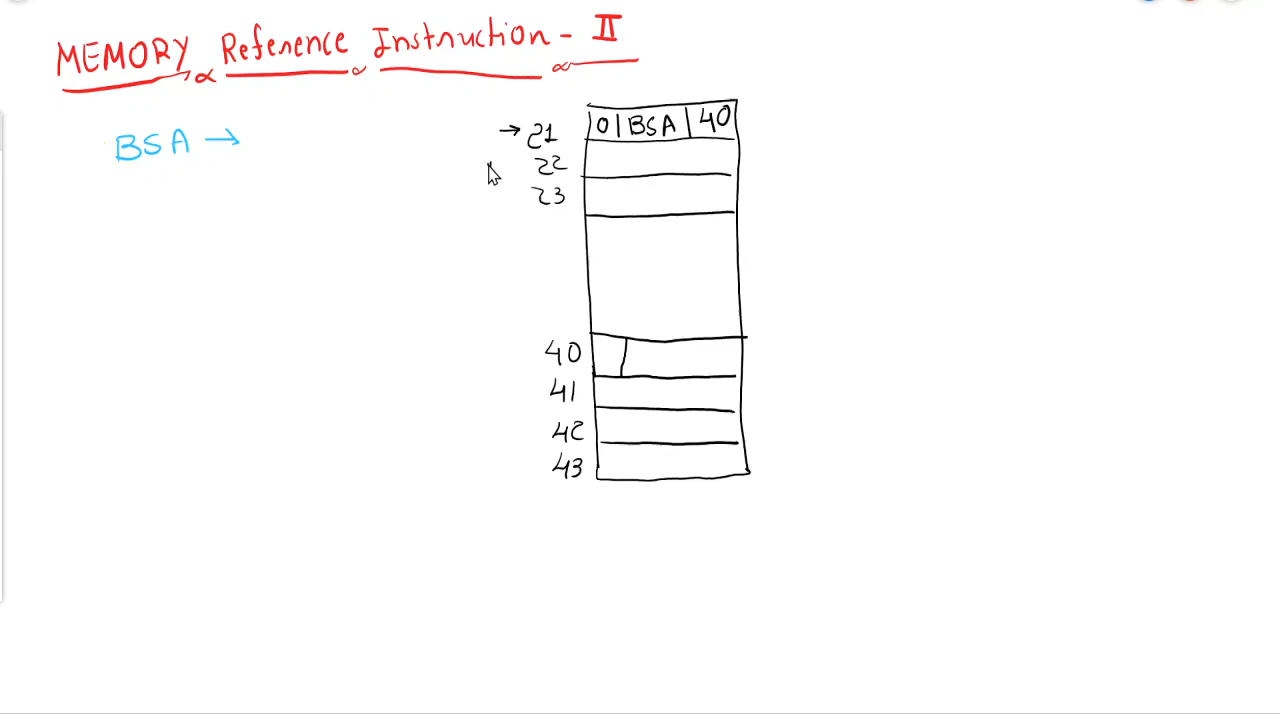 MEMORY Reference Instruction - II
BSA →
→ 21 0 BSA 40
22
23
40
41
42
43